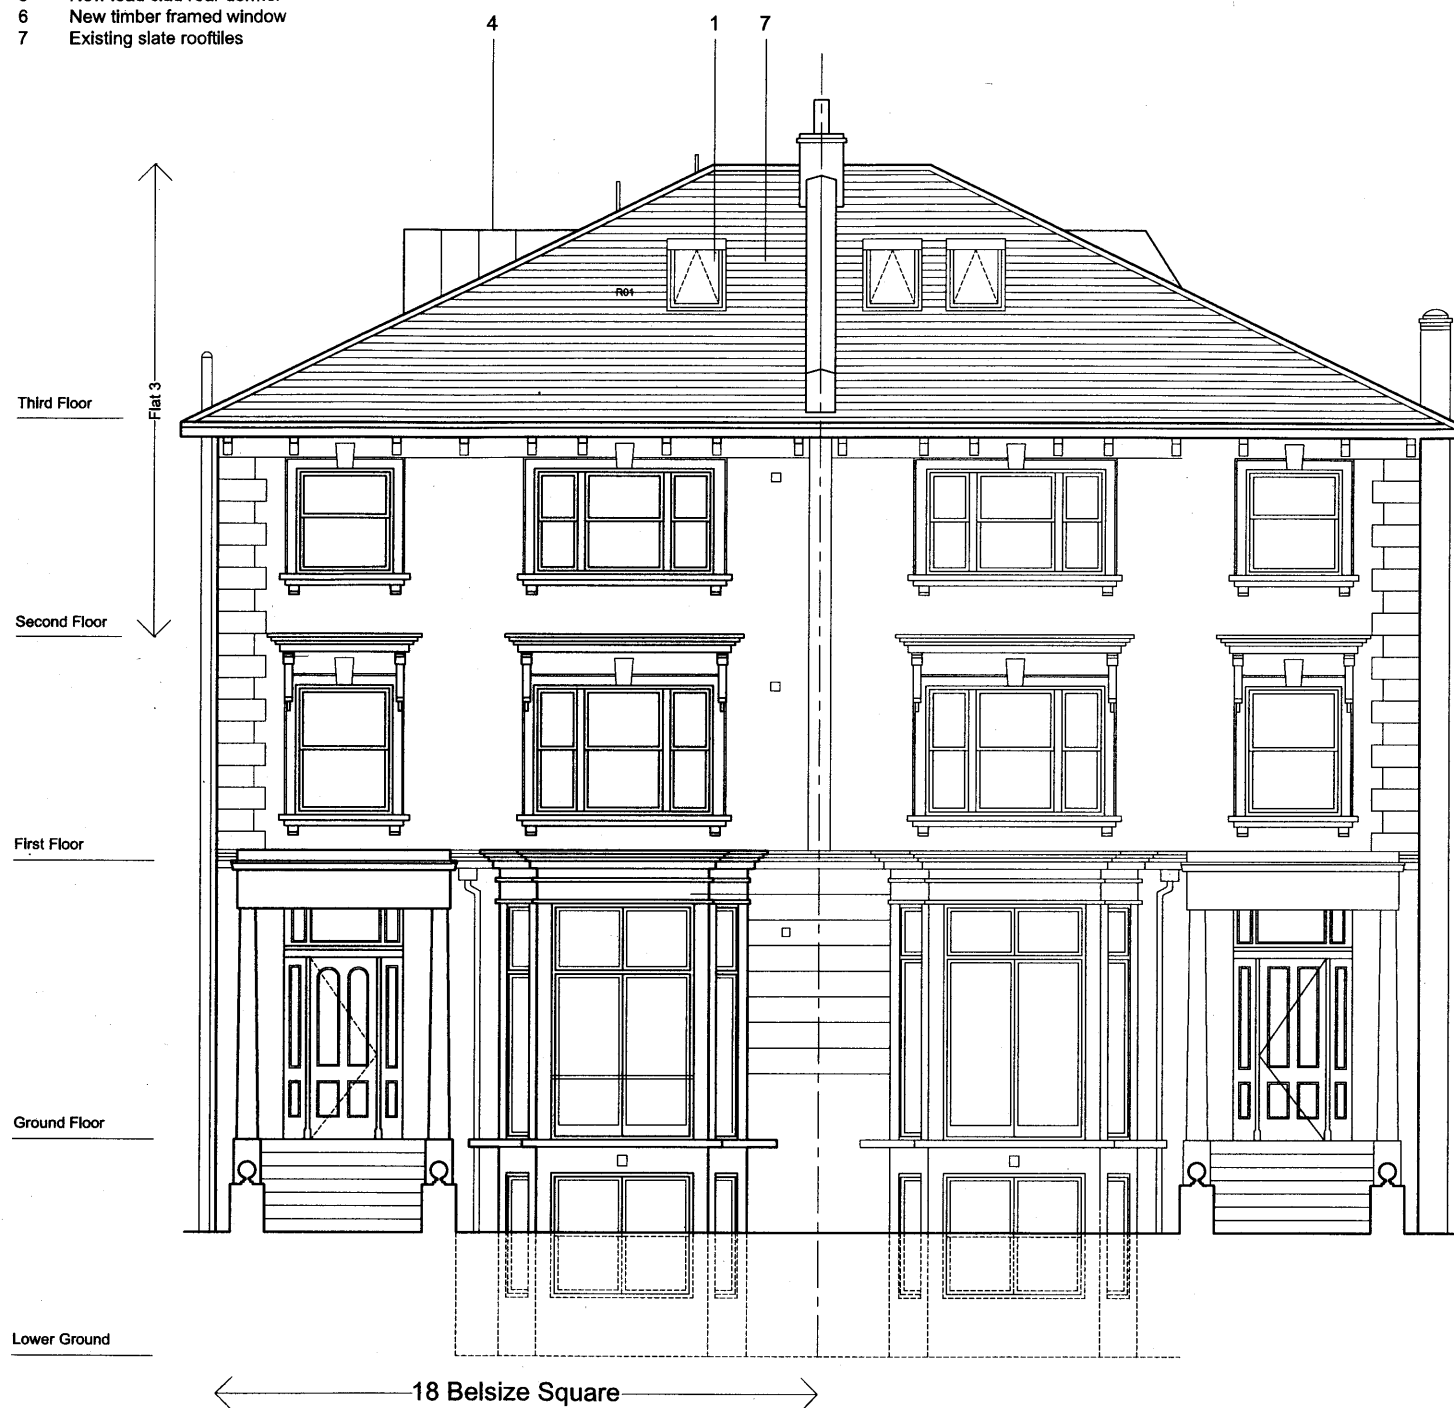 6 New timber framed window
7 Existing slate rooftiles
4 1 7
R01
Flat 3
Third Floor
Second Floor
First Floor
Ground Floor
Lower Ground
18 Belsize Square